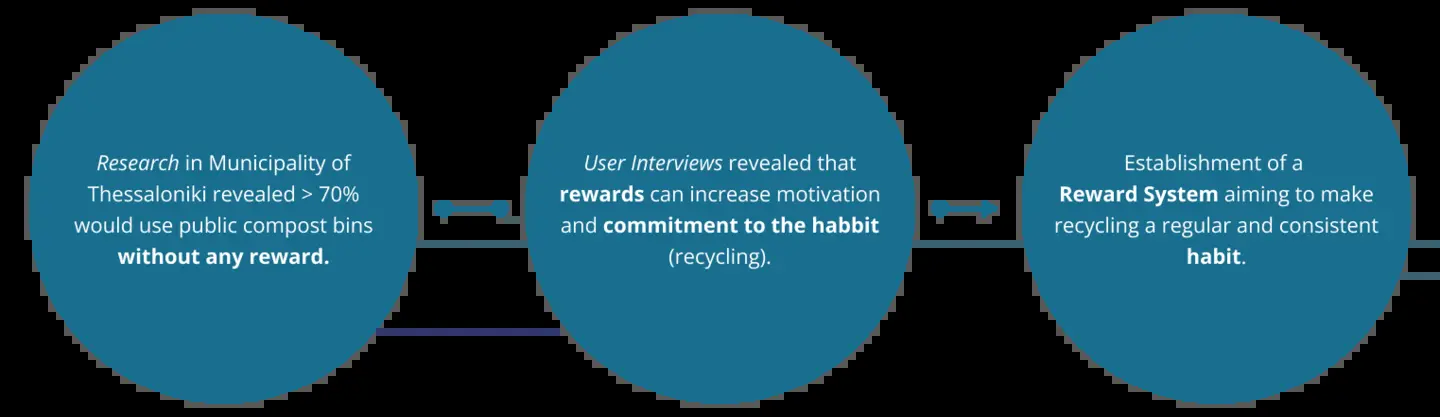 Research in Municipality of
Thessaloniki revealed > 70%
would use public compost bins
without any reward.
User Interviews revealed that
rewards can increase motivation
and commitment to the habbit
(recycling).
Establishment of a
Reward System aiming to make
recycling a regular and consistent
habit.